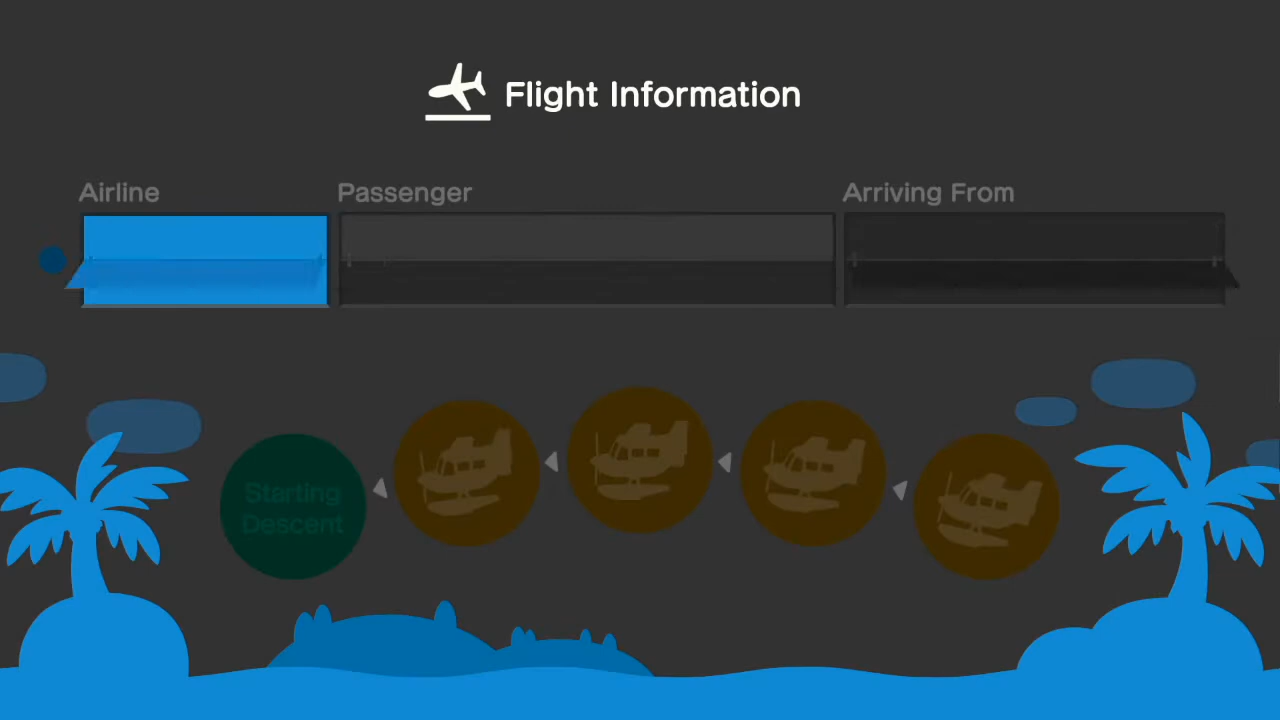 Flight Information
Airline
Passenger
Arriving From
Starting
Descent